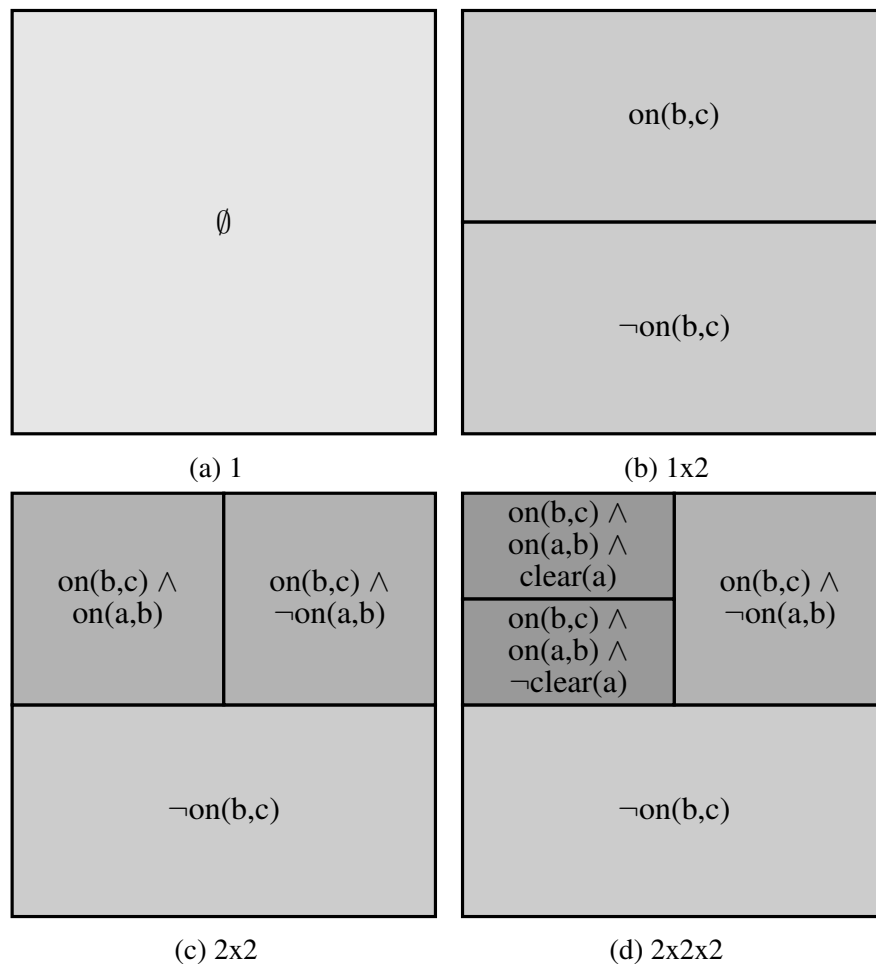 ∅
on(b,c)
¬on(b,c)
(a) 1
(b) 1x2
on(b,c) ∧
on(a,b)
on(b,c) ∧
¬on(a,b)
¬on(b,c)
on(b,c) ∧
on(a,b) ∧
clear(a)
on(b,c) ∧
on(a,b) ∧
¬clear(a)
on(b,c) ∧
¬on(a,b)
¬on(b,c)
(c) 2x2
(d) 2x2x2